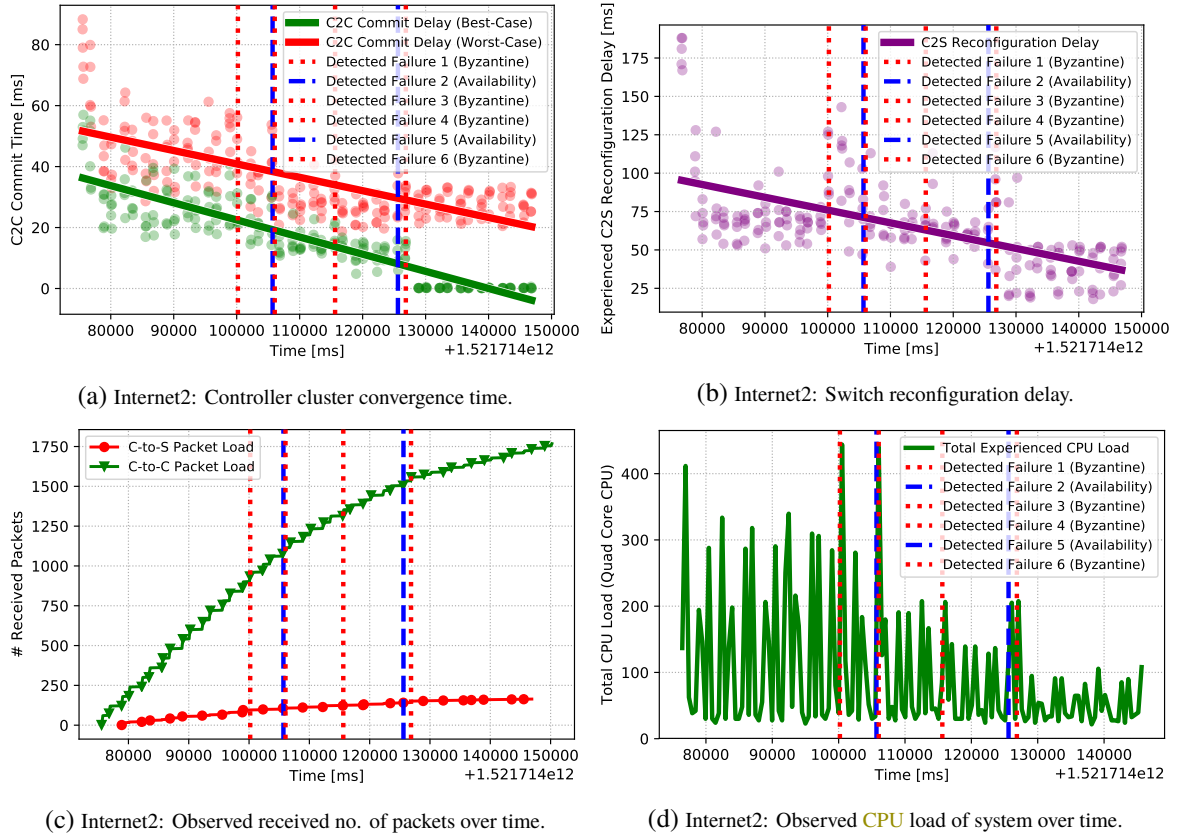 C2C Commit Delay (Best-Case)
C2C Commit Delay (Worst-Case)
Detected Failure 1 (Byzantine)
Detected Failure 2 (Availability)
Detected Failure 3 (Byzantine)
Detected Failure 4 (Byzantine)
Detected Failure 5 (Availability)
Detected Failure 6 (Byzantine)
C2C Commit Time [ms]
80
60
40
20
0
80000 90000 100000 110000 120000 130000 140000 150000
Time [ms]
+1.521714e12
(a) Internet2: Controller cluster convergence time.
C2S Reconfiguration Delay
Detected Failure 1 (Byzantine)
Detected Failure 2 (Availability)
Detected Failure 3 (Byzantine)
Detected Failure 4 (Byzantine)
Detected Failure 5 (Availability)
Detected Failure 6 (Byzantine)
Experienced C2S Reconfiguration Delay [ms]
175
150
125
100
75
50
25
80000 90000 100000 110000 120000 130000 140000 150000
Time [ms]
+1.521714e12
(b) Internet2: Switch reconfiguration delay.
C-to-S Packet Load
C-to-C Packet Load
# Received Packets
1750
1500
1250
1000
750
500
250
0
80000 90000 100000 110000 120000 130000 140000 150000
Time [ms]
+1.521714e12
(c) Internet2: Observed received no. of packets over time.
Total Experienced CPU Load
Detected Failure 1 (Byzantine)
Detected Failure 2 (Availability)
Detected Failure 3 (Byzantine)
Detected Failure 4 (Byzantine)
Detected Failure 5 (Availability)
Detected Failure 6 (Byzantine)
Total CPU Load (Quad Core CPU)
400
300
200
100
0
80000 90000 100000 110000 120000 130000 140000
Time [ms]
+1.521714e12
(d) Internet2: Observed CPU load of system over time.